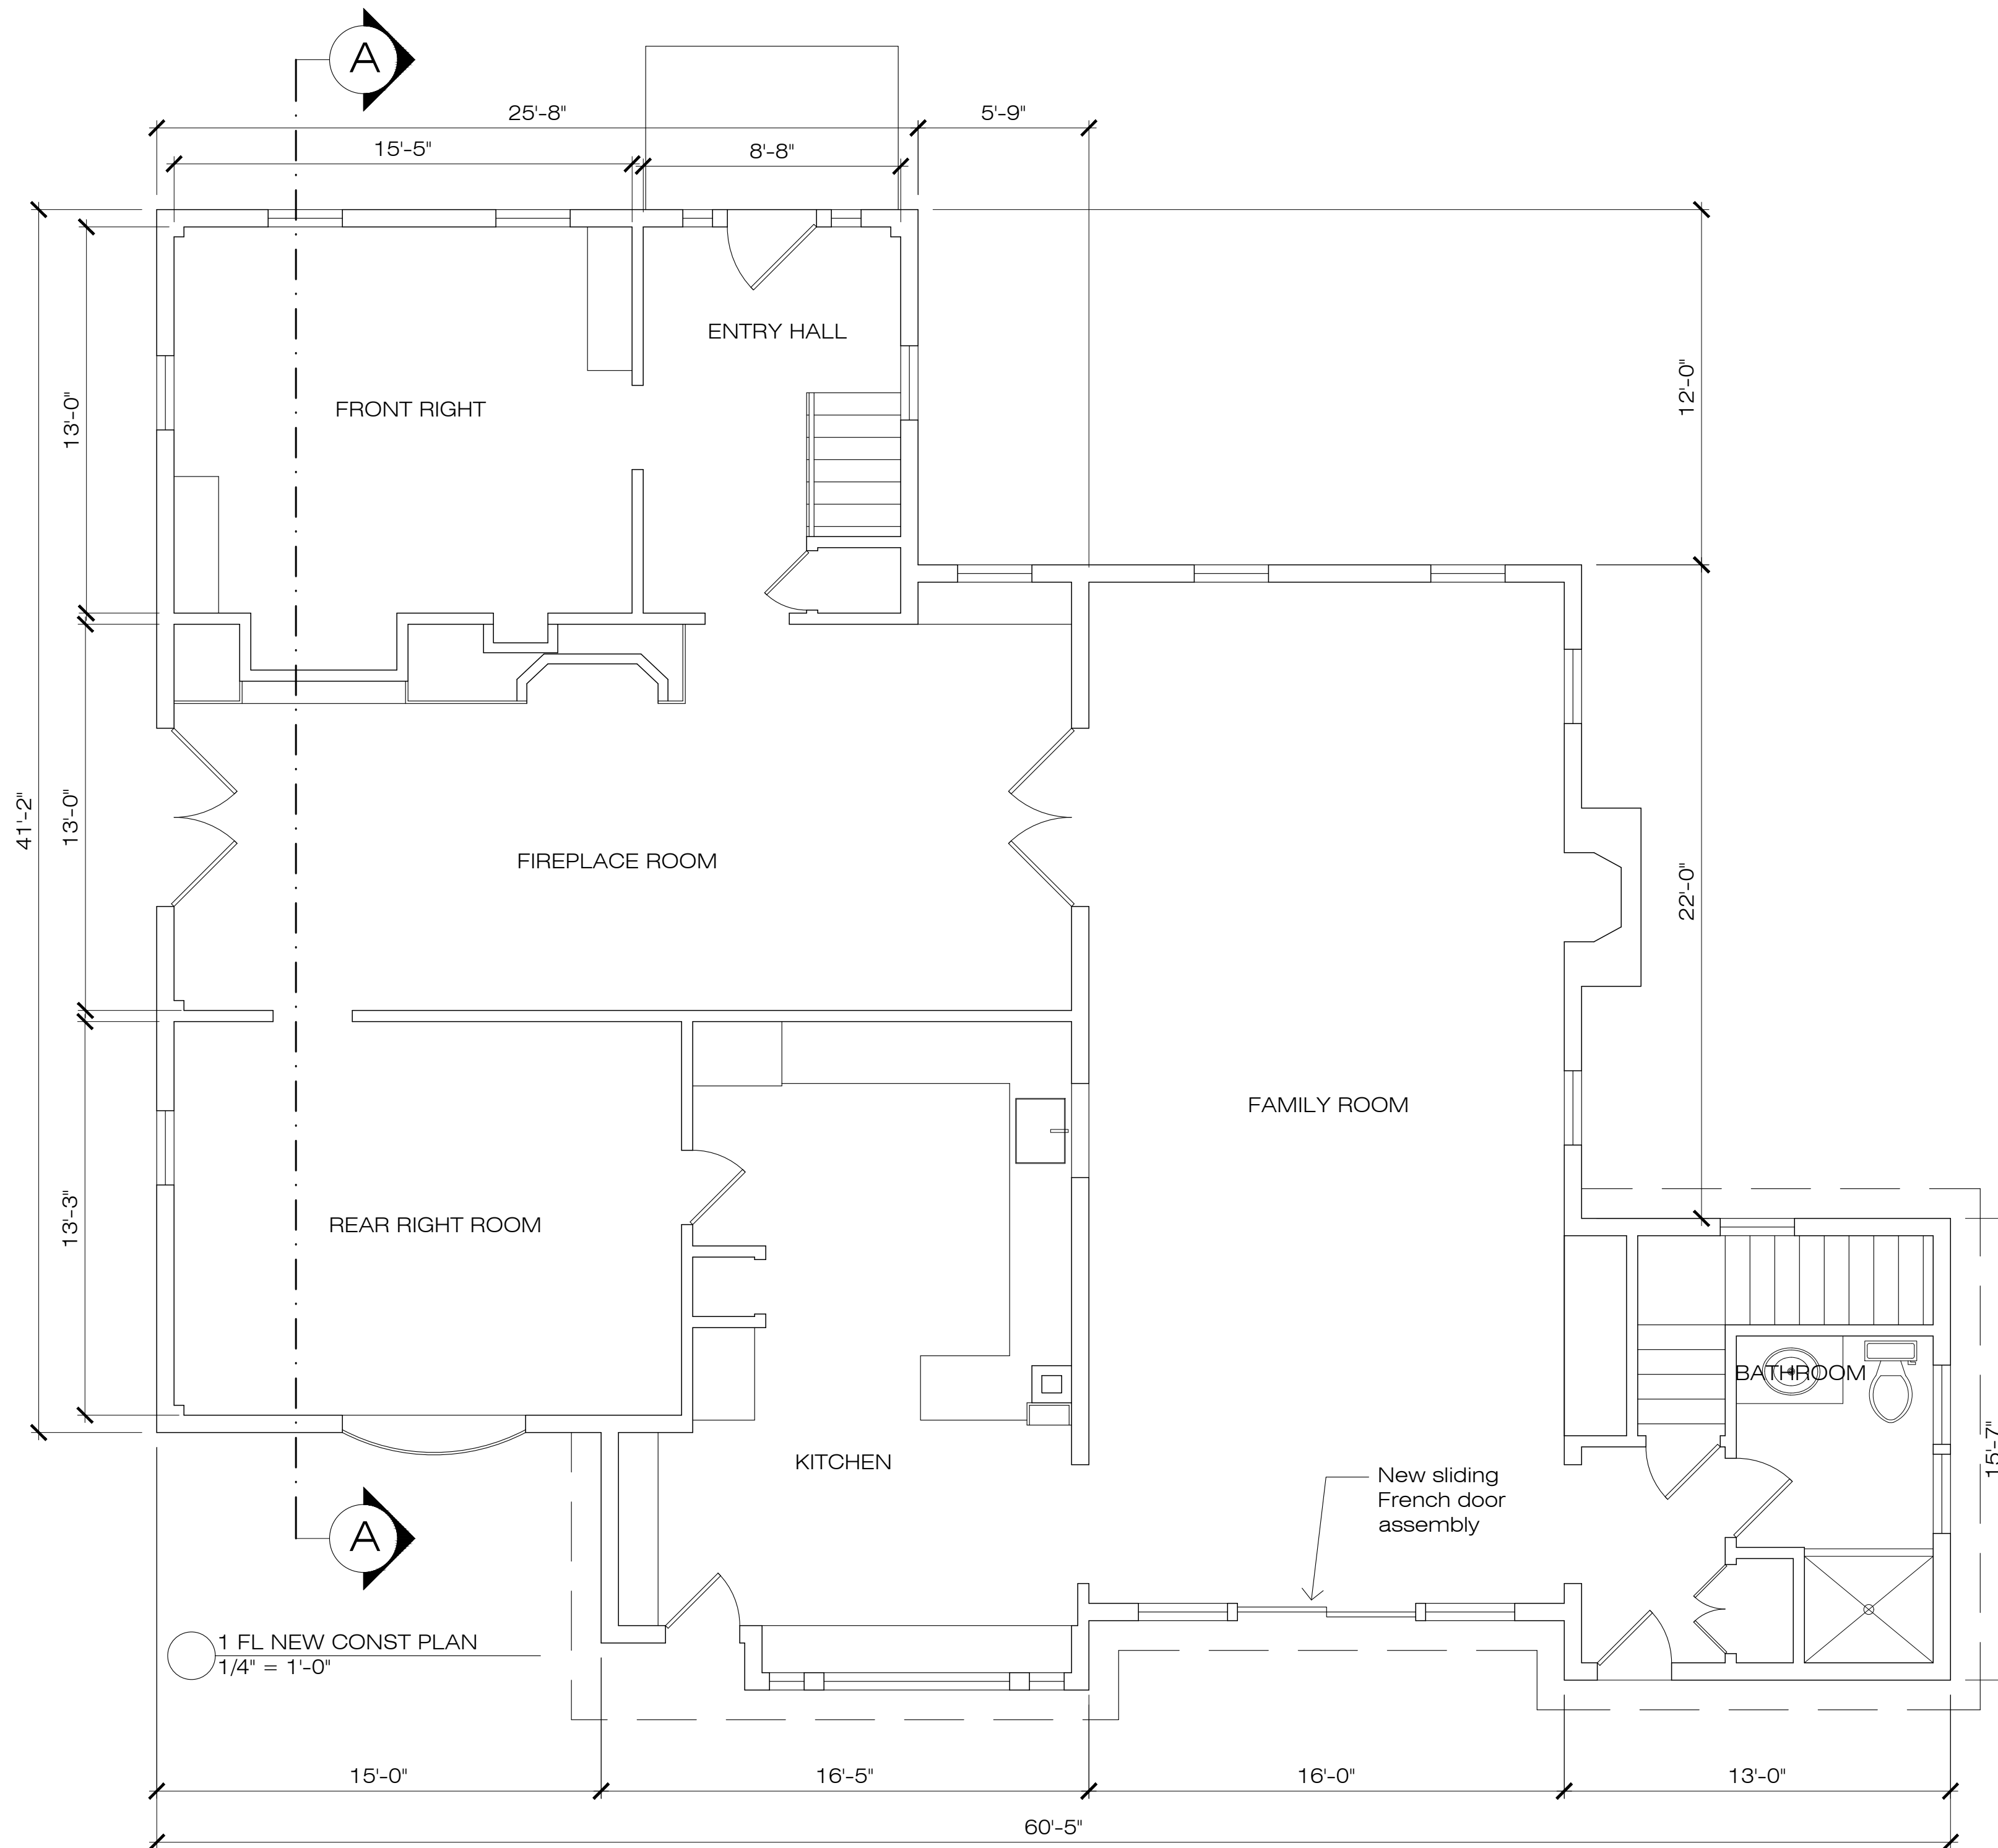 A
25'-8"
5'-9"
15'-5"
8'-8"
ENTRY HALL
FRONT RIGHT
13'-0"
12'-0"
41'-2"
13'-0"
FIREPLACE ROOM
22'-0"
FAMILY ROOM
13'-3"
REAR RIGHT ROOM
BATHROOM
KITCHEN
New sliding
French door
assembly
15'-7"
A
1 FL NEW CONST PLAN
1/4" = 1'-0"
15'-0"
16'-5"
16'-0"
13'-0"
60'-5"